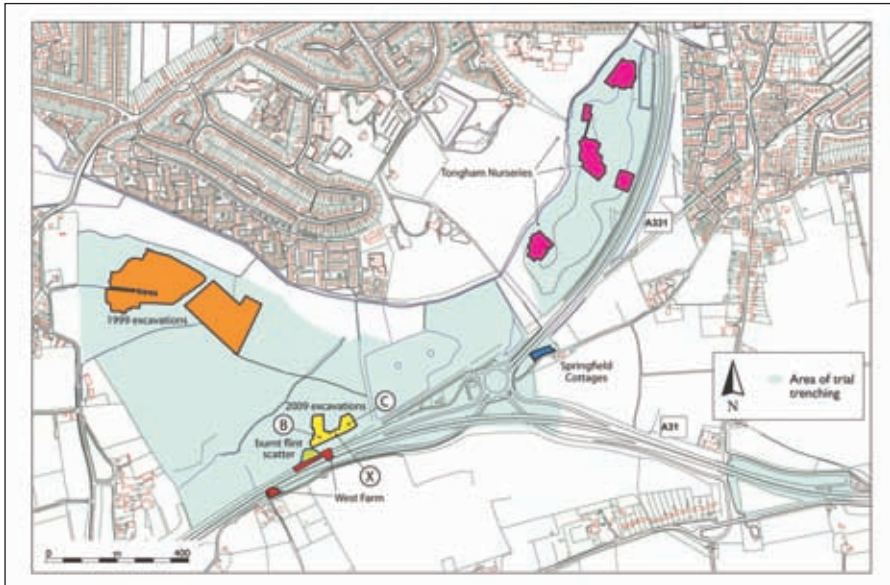 Tongham Nurseries
A331
1999 excavations
Springfield
Cottages
Area of trial
trenching
N
C
2009 excavations
B
burnt flint
scatter
X
A31
West Farm
0 m 400